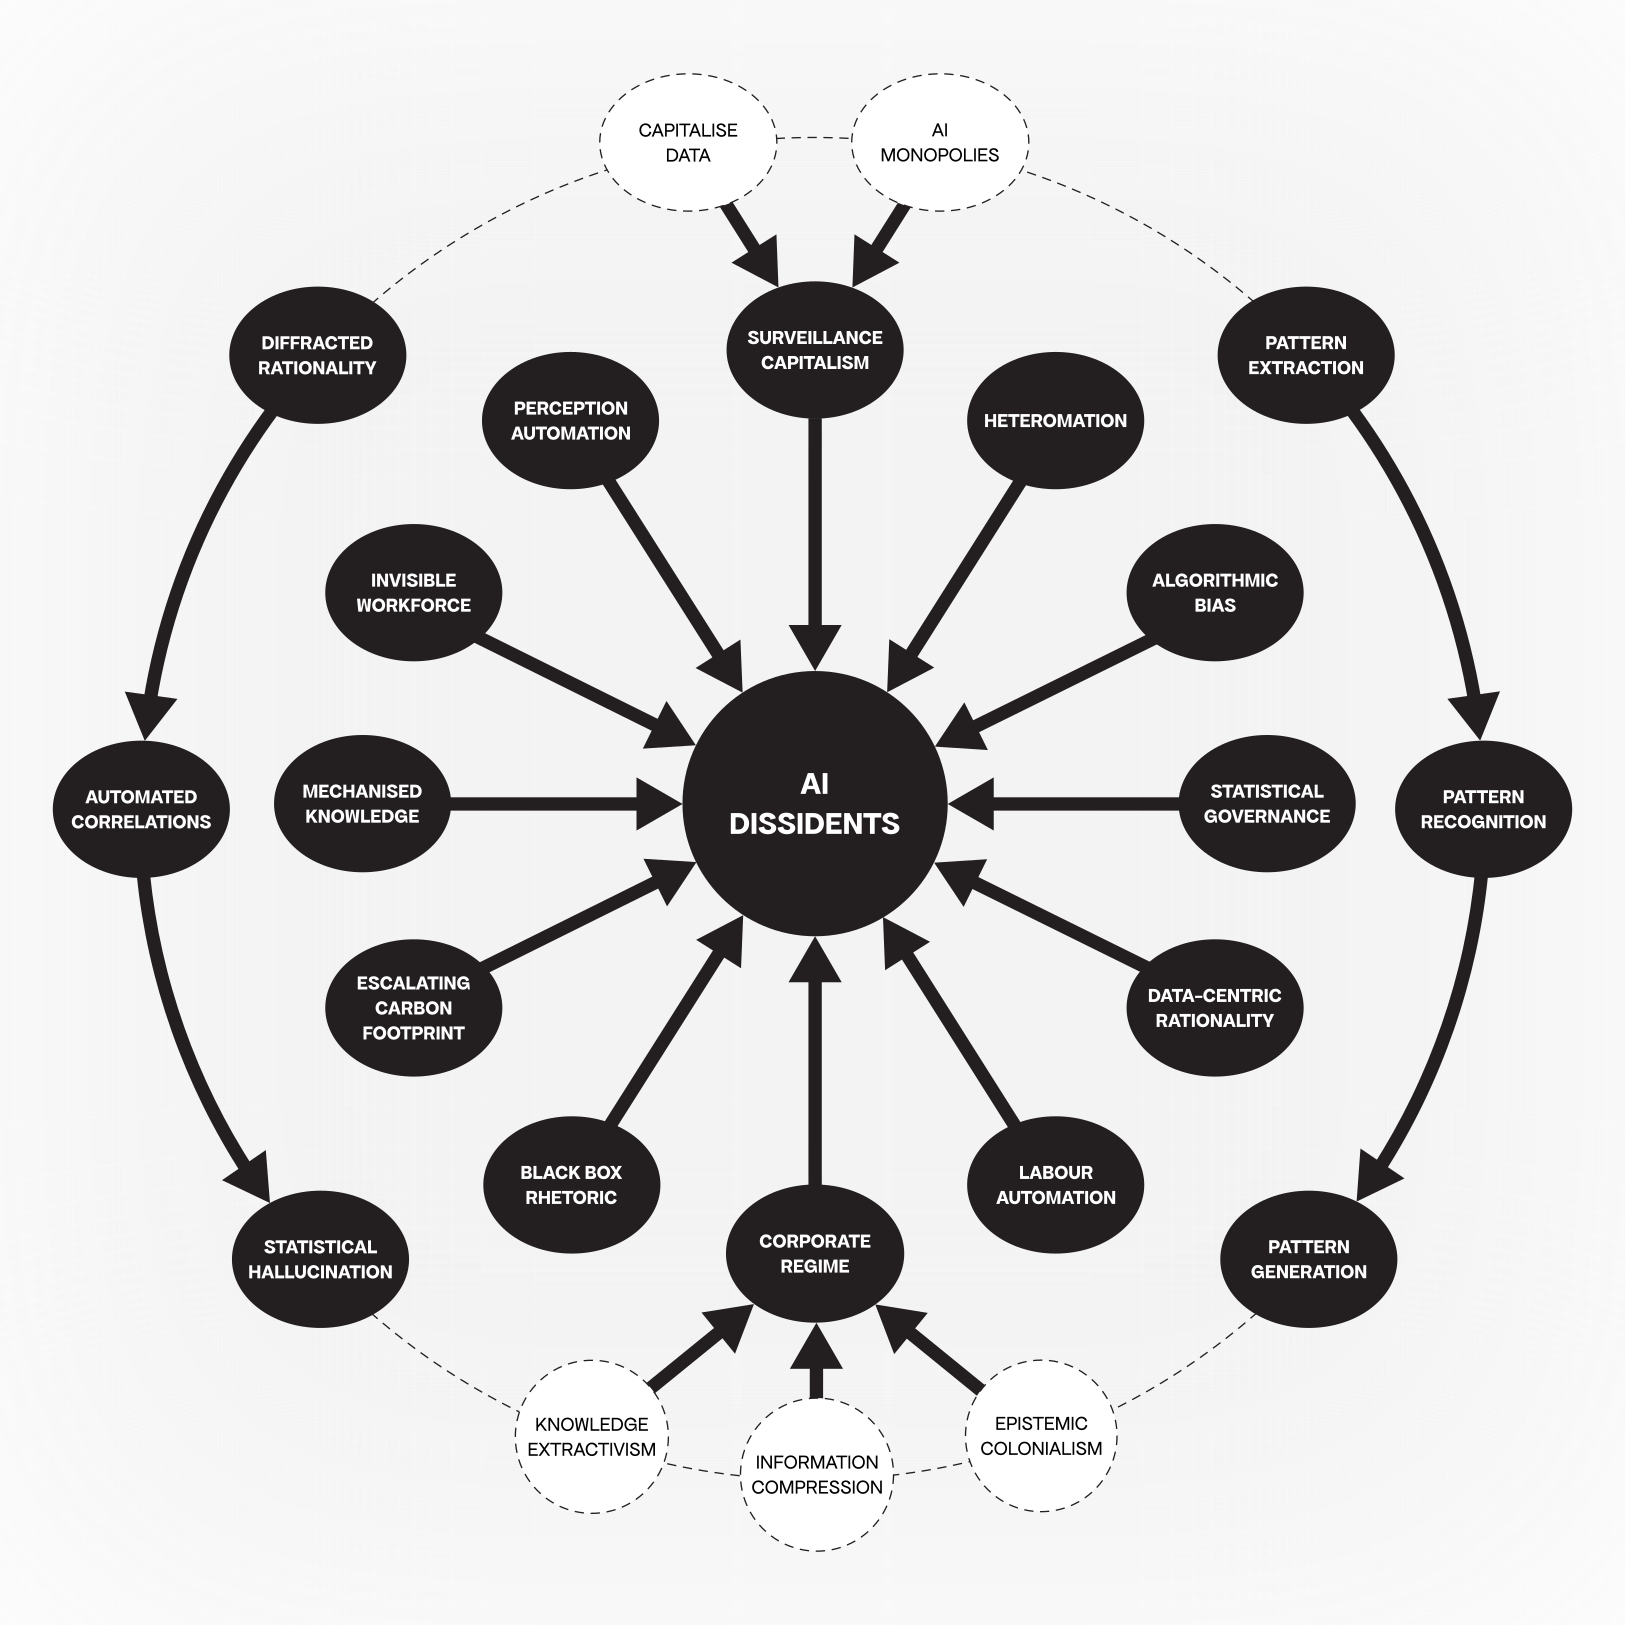 CAPITALISE
DATA
AI
MONOPOLIES
DIFFRACTED
RATIONALITY
SURVEILLANCE
CAPITALISM
PATTERN
EXTRACTION
PERCEPTION
AUTOMATION
HETEROMATION
INVISIBLE
WORKFORCE
ALGORITHMIC
BIAS
AUTOMATED
CORRELATIONS
MECHANISED
KNOWLEDGE
AI
DISSIDENTS
STATISTICAL
GOVERNANCE
PATTERN
RECOGNITION
ESCALATING
CARBON
FOOTPRINT
DATA-CENTRIC
RATIONALITY
BLACK BOX
RHETORIC
LABOUR
AUTOMATION
STATISTICAL
HALLUCINATION
CORPORATE
REGIME
PATTERN
GENERATION
KNOWLEDGE
EXTRACTIVISM
INFORMATION
COMPRESSION
EPISTEMIC
COLONIALISM